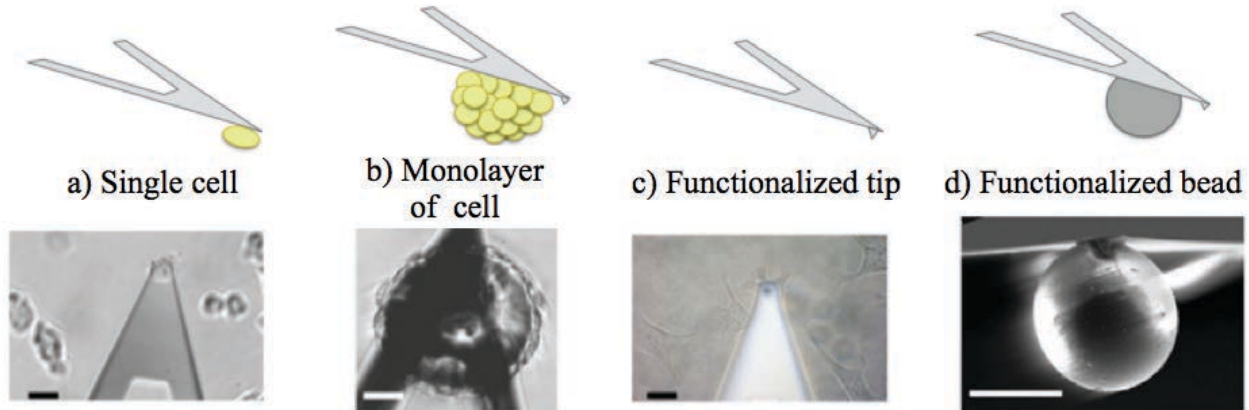 a) Single cell
b) Monolayer
of cell
c) Functionalized tip
d) Functionalized bead